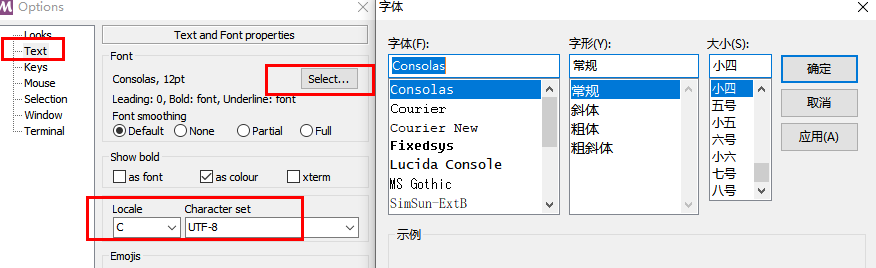 Options
Looks
Text
Keys
Mouse
Selection
Window
Terminal
Text and Font properties
Font
Consolas, 12pt
Select...
Leading: 0, Bold: font, Underline: font
Font smoothing
Default
None
Partial
Full
Show bold
as font
as colour
xterm
Locale
Character set
C
UTF-8
Emojis
字体
字体(F):
Consolas
Consolas
Courier
Courier New
Fixedsys
Lucida Console
MS Gothic
SimSun-ExtB
字形(Y):
常规
常规
斜体
粗体
粗斜体
大小(S):
小四
小四
五号
小五
六号
小六
七号
八号
确定
取消
应用(A)
示例